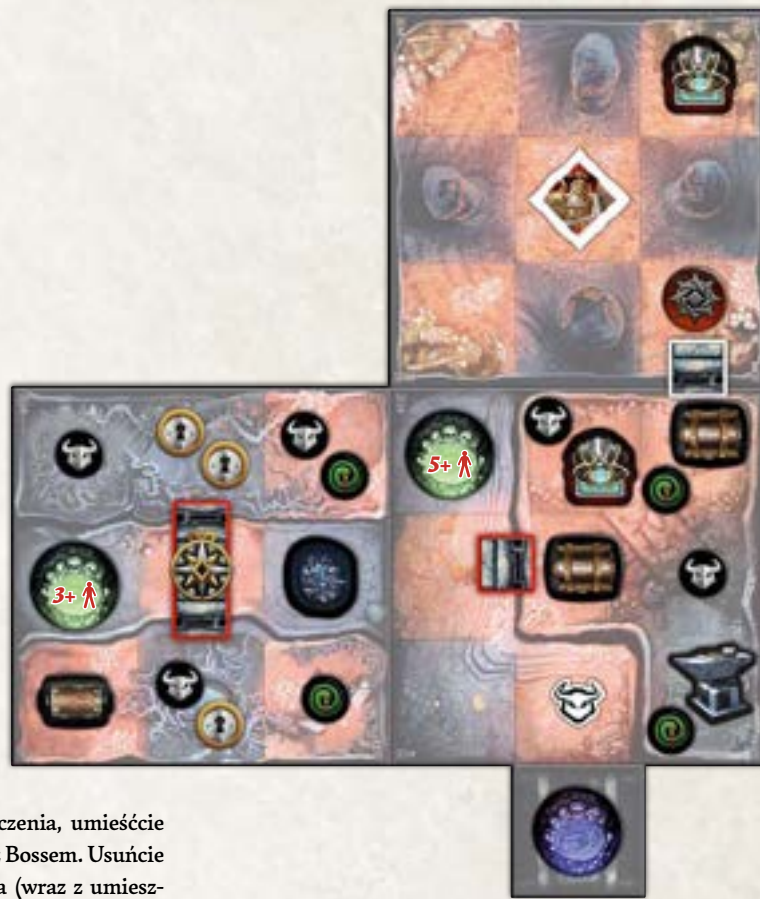 5+
3+
czenia, umieśćcie
z Bossem. Usuńcie
a (wraz z umiesz-